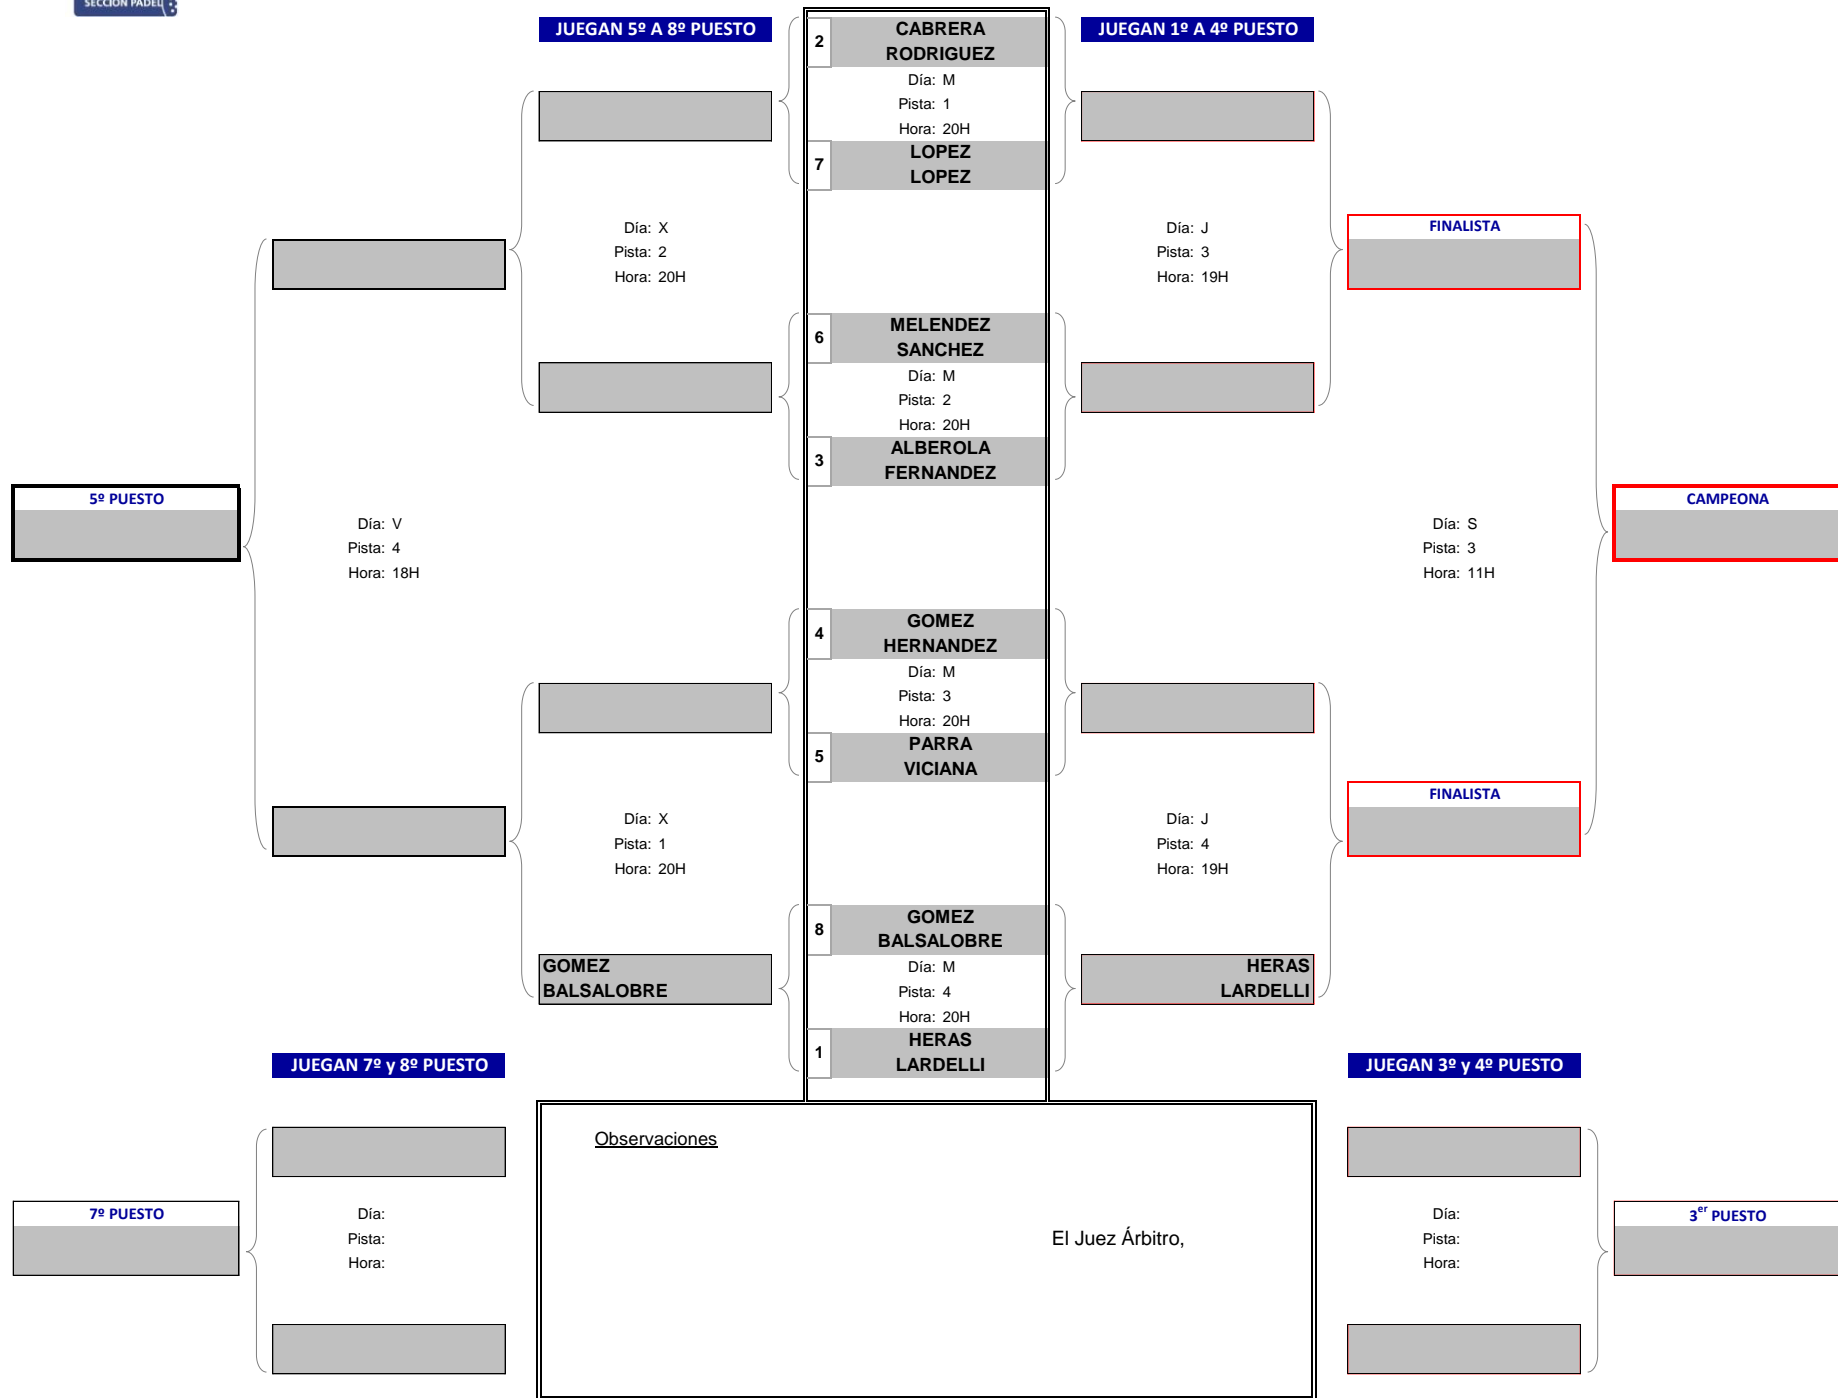 SECCIÓN PADEL
JUEGAN 5º A 8º PUESTO
2
CABRERA
RODRIGUEZ
JUEGAN 1º A 4º PUESTO
Día: M
Pista: 1
Hora: 20H
7
LOPEZ
LOPEZ
Día: X
Pista: 2
Hora: 20H
Día: J
Pista: 3
Hora: 19H
FINALISTA
6
MELENDEZ
SANCHEZ
Día: M
Pista: 2
Hora: 20H
3
ALBEROLA
FERNANDEZ
5º PUESTO
Día: V
Pista: 4
Hora: 18H
Día: S
Pista: 3
Hora: 11H
CAMPEONA
4
GOMEZ
HERNANDEZ
Día: M
Pista: 3
Hora: 20H
5
PARRA
VICIANA
Día: X
Pista: 1
Hora: 20H
Día: J
Pista: 4
Hora: 19H
FINALISTA
8
GOMEZ
BALSALOBRE
GOMEZ
BALSALOBRE
Día: M
Pista: 4
Hora: 20H
HERAS
LARDELLI
1
HERAS
LARDELLI
JUEGAN 7º y 8º PUESTO
JUEGAN 3º y 4º PUESTO
Observaciones
7º PUESTO
Día:
Pista:
Hora:
El Juez Árbitro,
Día:
Pista:
Hora:
3er PUESTO